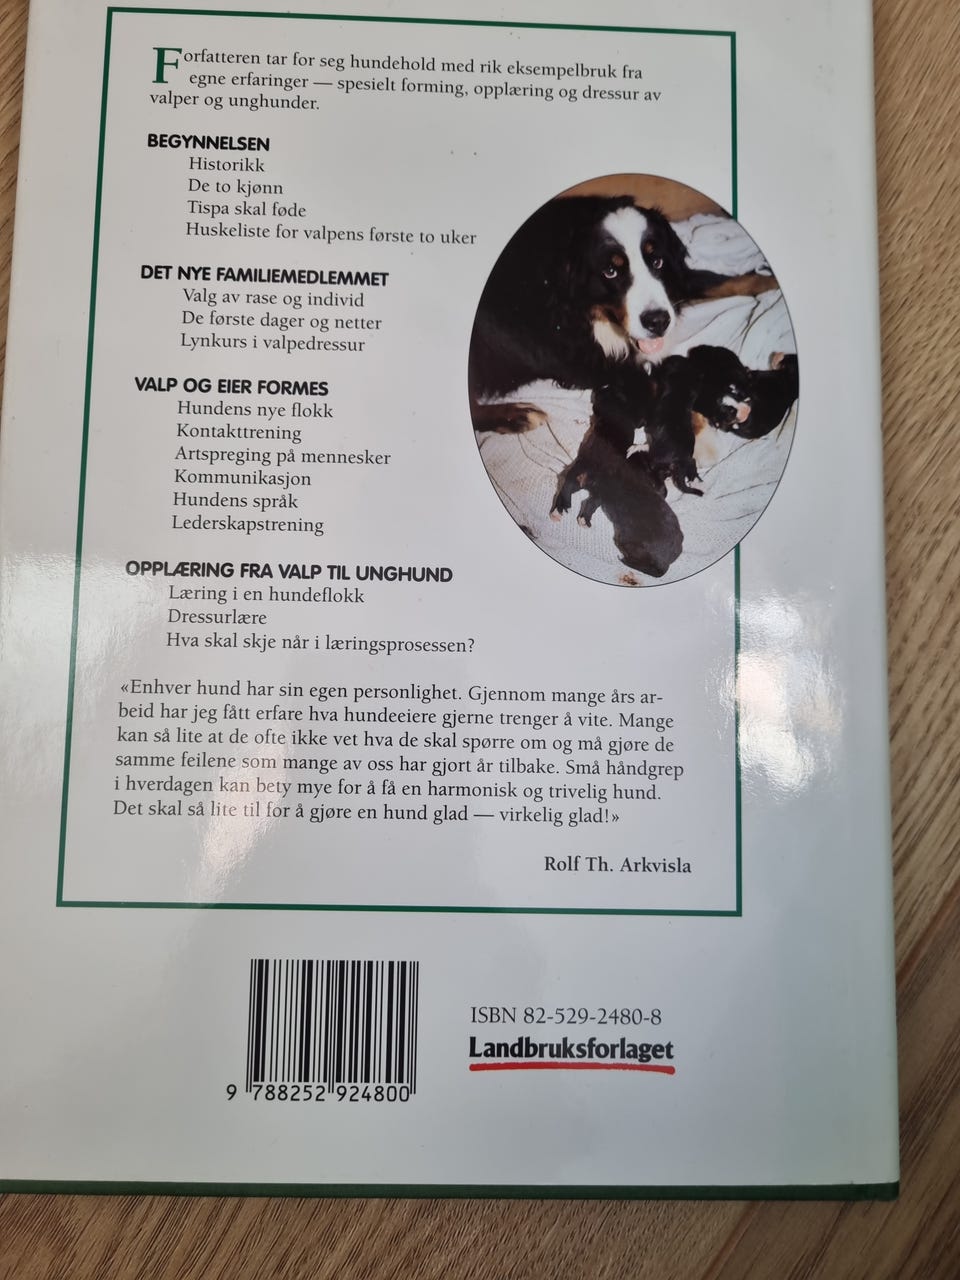 Forfatteren tar for seg hundehold med rik eksempelbruk fra
egne erfaringer — spesielt forming, opplæring og dressur av
valper og unghunder.
BEGYNNELSEN
Historikk
De to kjønn
Tispa skal føde
Huskeliste for valpens første to uker
DET NYE FAMILIEMEDLEMMET
Valg av rase og individ
De første dager og netter
Lynkurs i valpedressur
VALP OG EIER FORMES
Hundens nye flokk
Kontakttrening
Artspreging på mennesker
Kommunikasjon
Hundens språk
Lederskapstrening
OPPLÆRING FRA VALP TIL UNGHUND
Læring i en hundeflokk
Dressurlære
Hva skal skje når i læringsprosessen?
«Enhver hund har sin egen personlighet. Gjennom mange års ar-
beid har jeg fått erfare hva hundeeiere gjerne trenger å vite. Mange
kan så lite at de ofte ikke vet hva de skal spørre om og må gjøre de
samme feilene som mange av oss har gjort år tilbake. Små håndgrep
i hverdagen kan bety mye for å få en harmonisk og trivelig hund.
Det skal så lite til for å gjøre en hund glad — virkelig glad!»
Rolf Th. Arkvisla
ISBN 82-529-2480-8
Landbruksforlaget
9 788252 924800